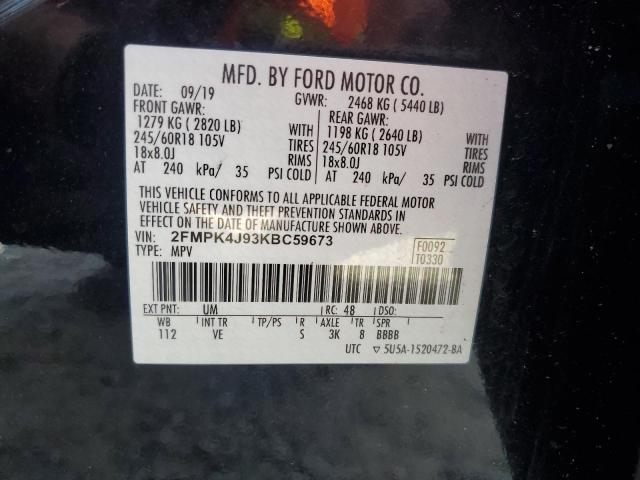 MFD. BY FORD MOTOR CO.
DATE: 09/19 GVWR: 2468 KG ( 5440 LB)
FRONT GAWR: REAR GAWR:
1279 KG ( 2820 LB) WITH 1198 KG ( 2640 LB) WITH
245/60R18 105V TIRES 245/60R18 105V TIRES
18x8.0J RIMS 18x8.0J RIMS
AT 240 kPa/ 35 PSI COLD AT 240 kPa/ 35 PSI COLD
THIS VEHICLE CONFORMS TO ALL APPLICABLE FEDERAL MOTOR
VEHICLE SAFETY AND THEFT PREVENTION STANDARDS IN
EFFECT ON THE DATE OF MANUFACTURE SHOWN ABOVE.
VIN: 2FMPK4J93KBC59673 F0092
TYPE: MPV T0330
EXT PNT: UM RC: 48 DSO:
WB INT TR TP/PS R AXLE TR SPR
112 VE S 3K 8 BBBB
UTC ▽ 5U5A-1520472-BA